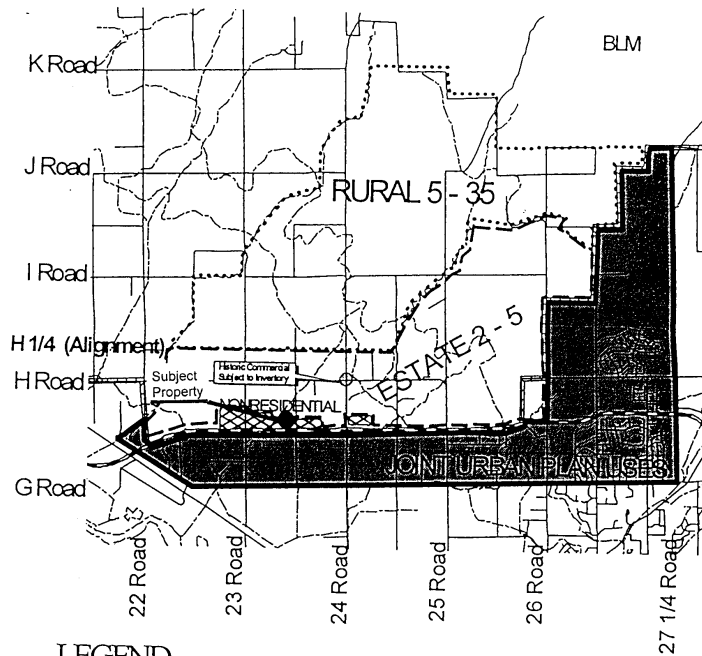 BLM
K Road
J Road
RURAL 5 - 35
I Road
H 1/4 (Alignment)
ESTATE 2 - 5
H Road
Subject
Property
Historic Commercial
Subject to Inventory
NONRESIDENTIAL
JOINT URBAN PLAN USES
G Road
22 Road
23 Road
24 Road
25 Road
26 Road
27 1/4 Road
LEGEND